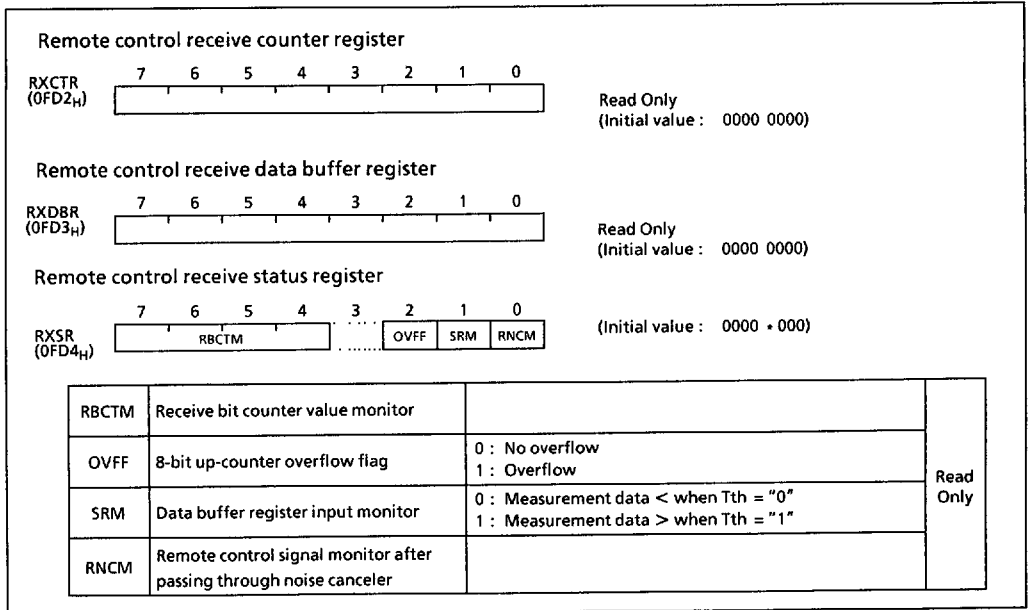 Remote control receive counter register
7 6 5 4 3 2 1 0
RXCTR
(0FD2H)
Read Only
(Initial value : 0000 0000)
Remote control receive data buffer register
7 6 5 4 3 2 1 0
RXDBR
(0FD3H)
Read Only
(Initial value : 0000 0000)
Remote control receive status register
7 6 5 4 3 2 1 0
RXSR
(0FD4H)
RBCTM OVFF SRM RNCM
(Initial value : 0000 * 000)
RBCTM Receive bit counter value monitor
OVFF 8-bit up-counter overflow flag
0 : No overflow
1 : Overflow
SRM Data buffer register input monitor
0 : Measurement data < when Tth = "0"
1 : Measurement data > when Tth = "1"
RNCM Remote control signal monitor after
passing through noise canceler
Read
Only